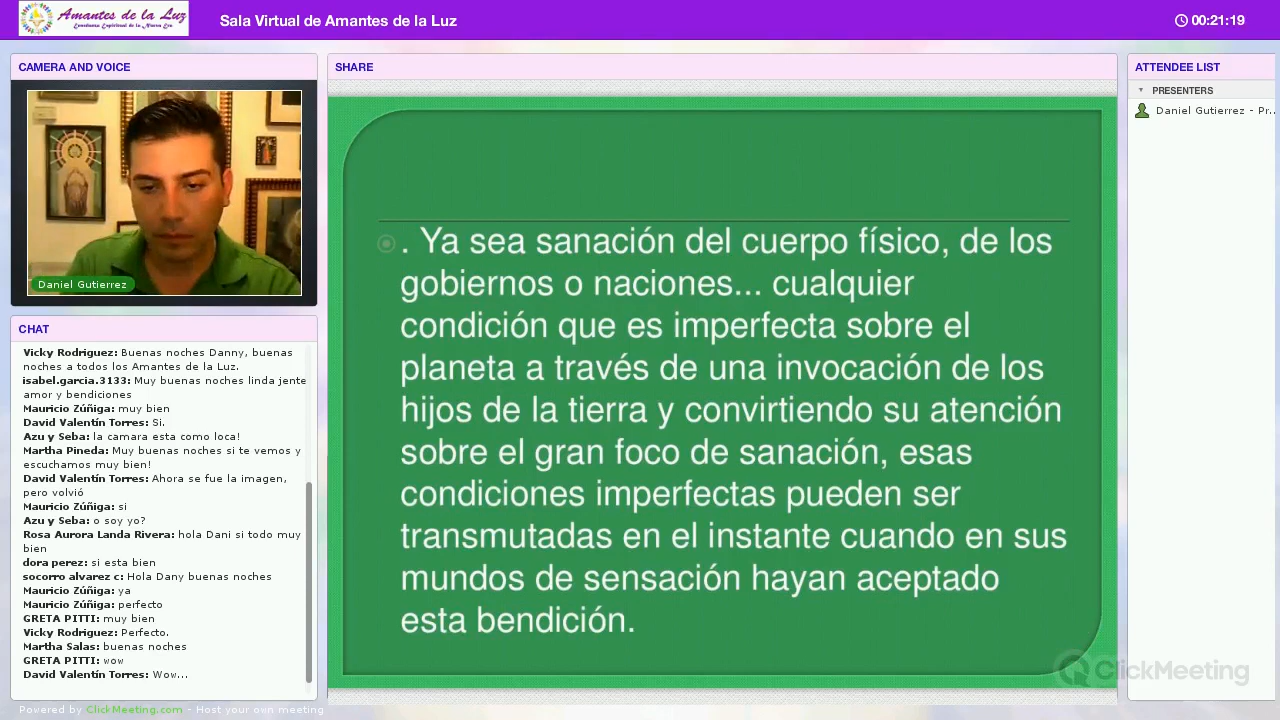 Amantes de la Luz
Enseñanza Espiritual de la Nueva Era
Sala Virtual de Amantes de la Luz
00:21:19
CAMERA AND VOICE
Daniel Gutierrez
CHAT
Vicky Rodriguez: Buenas noches Danny, buenas
noches a todos los Amantes de la Luz.
isabel.garcia.3133: Muy buenas noches linda jente
amor y bendiciones
Mauricio Zúñiga: muy bien
David Valentín Torres: Si.
Azu y Seba: la camara esta como loca!
Martha Pineda: Muy buenas noches si te vemos y
escuchamos muy bien!
David Valentín Torres: Ahora se fue la imagen,
pero volvió
Mauricio Zúñiga: si
Azu y Seba: o soy yo?
Rosa Aurora Landa Rivera: hola Dani si todo muy
bien
dora perez: si esta bien
socorro alvarez c: Hola Dany buenas noches
Mauricio Zúñiga: ya
Mauricio Zúñiga: perfecto
GRETA PITTI: muy bien
Vicky Rodriguez: Perfecto.
Martha Salas: buenas noches
GRETA PITTI: wow
David Valentín Torres: Wow...
Powered by ClickMeeting.com - Host your own meeting
SHARE
. Ya sea sanación del cuerpo físico, de los
gobiernos o naciones... cualquier
condición que es imperfecta sobre el
planeta a través de una invocación de los
hijos de la tierra y convirtiendo su atención
sobre el gran foco de sanación, esas
condiciones imperfectas pueden ser
transmutadas en el instante cuando en sus
mundos de sensación hayan aceptado
esta bendición.
ClickMeeting
ATTENDEE LIST
PRESENTERS
Daniel Gutierrez - Pr...